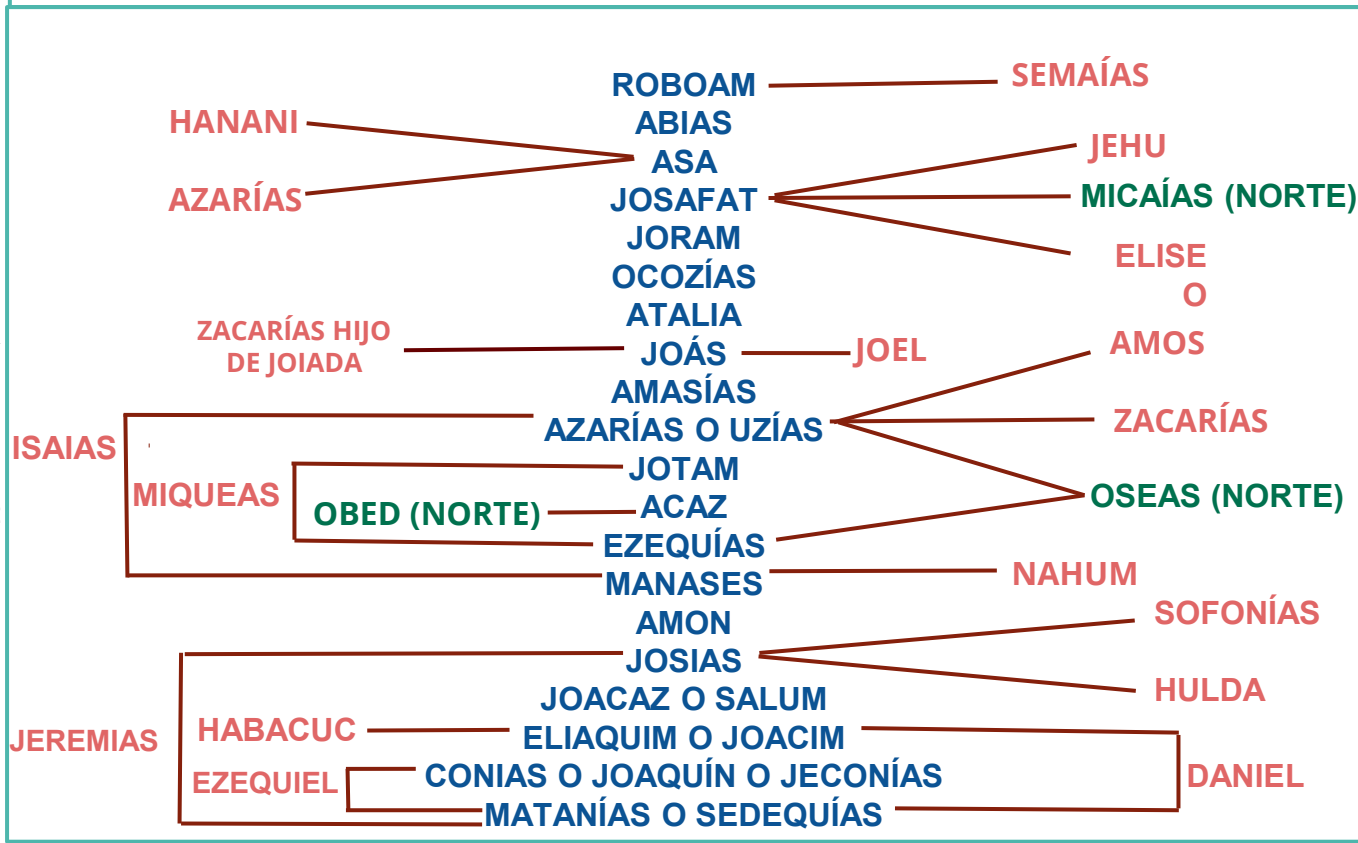 ROBOAM
SEMAÍAS
HANANI
ABIAS
JEHU
ASA
AZARÍAS
JOSAFAT
MICAÍAS (NORTE)
JORAM
ELISE
O
OCOZÍAS
ATALIA
ZACARÍAS HIJO
DE JOIADA
JOÁS
JOEL
AMOS
AMASÍAS
AZARÍAS O UZÍAS
ZACARÍAS
ISAIAS
JOTAM
MIQUEAS
OBED (NORTE)
ACAZ
OSEAS (NORTE)
EZEQUÍAS
MANASES
NAHUM
AMON
SOFONÍAS
JOSIAS
JOACAZ O SALUM
HULDA
JEREMIAS
HABACUC
ELIAQUIM O JOACIM
EZEQUIEL
CONIAS O JOAQUÍN O JECONÍAS
DANIEL
MATANÍAS O SEDEQUÍAS